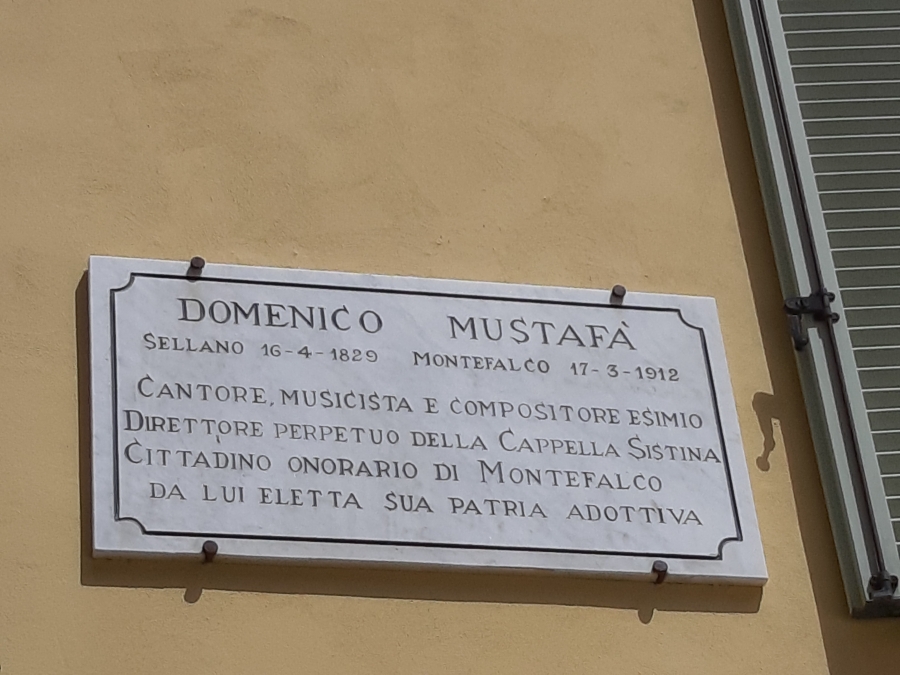 DOMENICO MUSTAFÀ
SELLANO 16-4-1829 MONTEFALCO 17-3-1912
CANTORE, MUSICISTA E COMPOSITORE ESIMIO
DIRETTORE PERPETUO DELLA CAPPELLA SISTINA
CITTADINO ONORARIO DI MONTEFALCO
DA LUI ELETTA SUA PATRIA ADOTTIVA